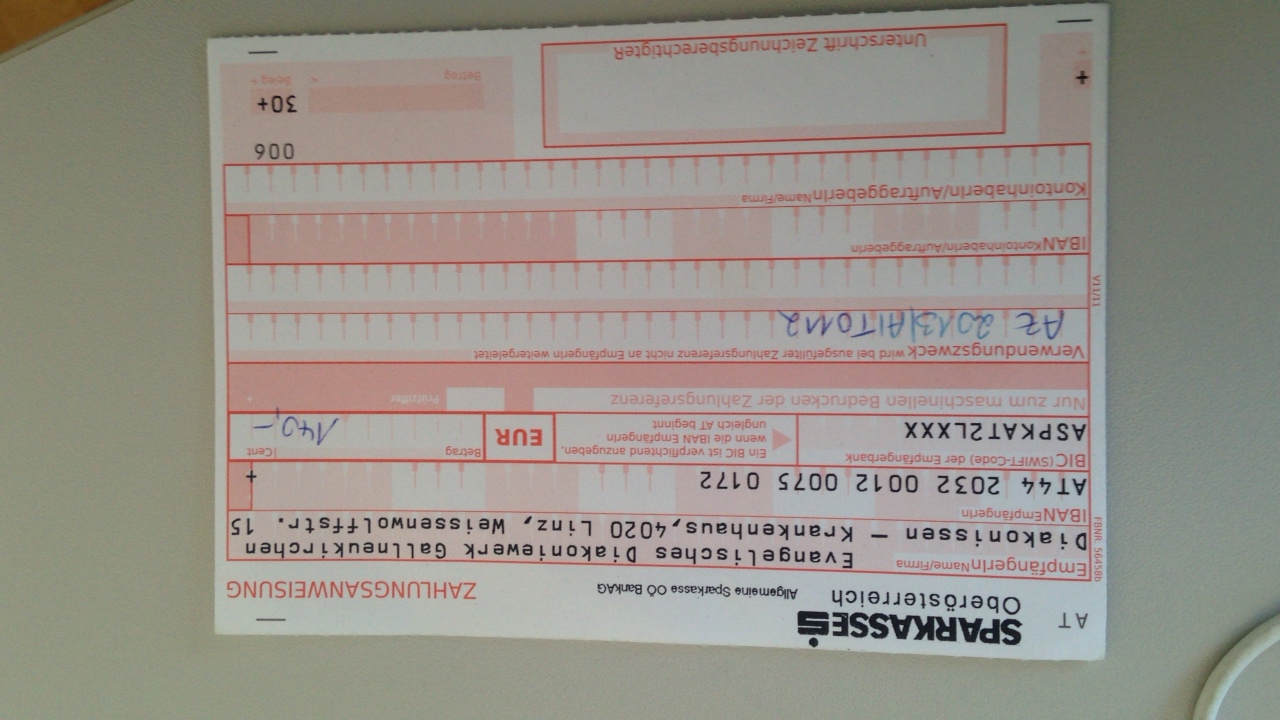 AT SPARKASSE
Oberösterreich Allgemeine Sparkasse OÖ BankAG
ZAHLUNGSANWEISUNG
EmpfängerIn Name/Firma
Evangelisches Diakoniewerk Gallneukirchen
Diakonissen – Krankenhaus,4020 Linz, Weissenwolffstr. 15
IBAN EmpfängerIn
AT44 2032 0012 0075 0172 +
BIC (SWIFT-Code) der Empfängerbank
ASPKAT2LXXX
Ein BIC ist verpflichtend anzugeben,
wenn die IBAN EmpfängerIn
ungleich AT beginnt
EUR
Betrag Cent
140,-
Nur zum maschinellen Bedrucken der Zahlungsreferenz
Prüfziffer +
Verwendungszweck wird bei ausgefüllter Zahlungsreferenz nicht an EmpfängerIn weitergeleitet
AZ 2013/AIT0112
IBAN KontoinhaberIn/AuftraggeberIn
KontoinhaberIn/AuftraggeberIn Name/Firma
006
30+
Betrag < Beleg +
Unterschrift ZeichnungsberechtigteR
+
+
FBNR: 56458b
V11/11